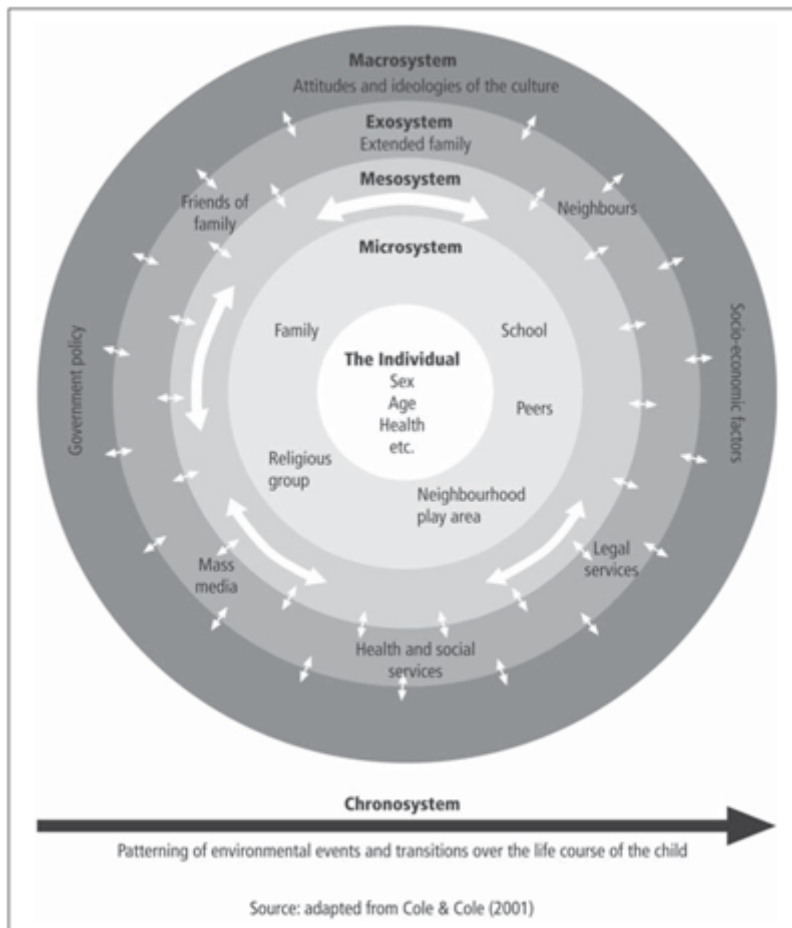 Macrosystem
Attitudes and ideologies of the culture
Exosystem
Extended family
Mesosystem
Friends of
family
Neighbours
Microsystem
Family
School
The Individual
Sex
Age
Health
etc.
Peers
Government policy
Socio-economic factors
Religious
group
Neighbourhood
play area
Mass
media
Legal
services
Health and social
services
Chronosystem
Patterning of environmental events and transitions over the life course of the child
Source: adapted from Cole & Cole (2001)